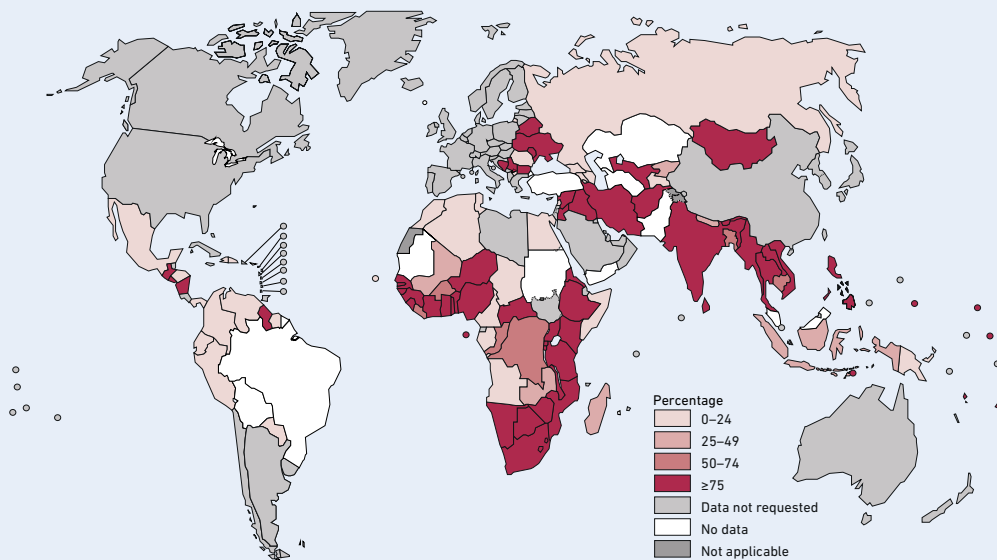 Percentage
0–24
25–49
50–74
≥75
Data not requested
No data
Not applicable